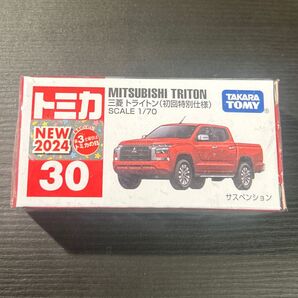 トミカ
MITSUBISHI TRITON
三菱 トライトン(初回特別仕様)
SCALE 1/70
TAKARA
TOMY
NEW
2024
30
サスペンション